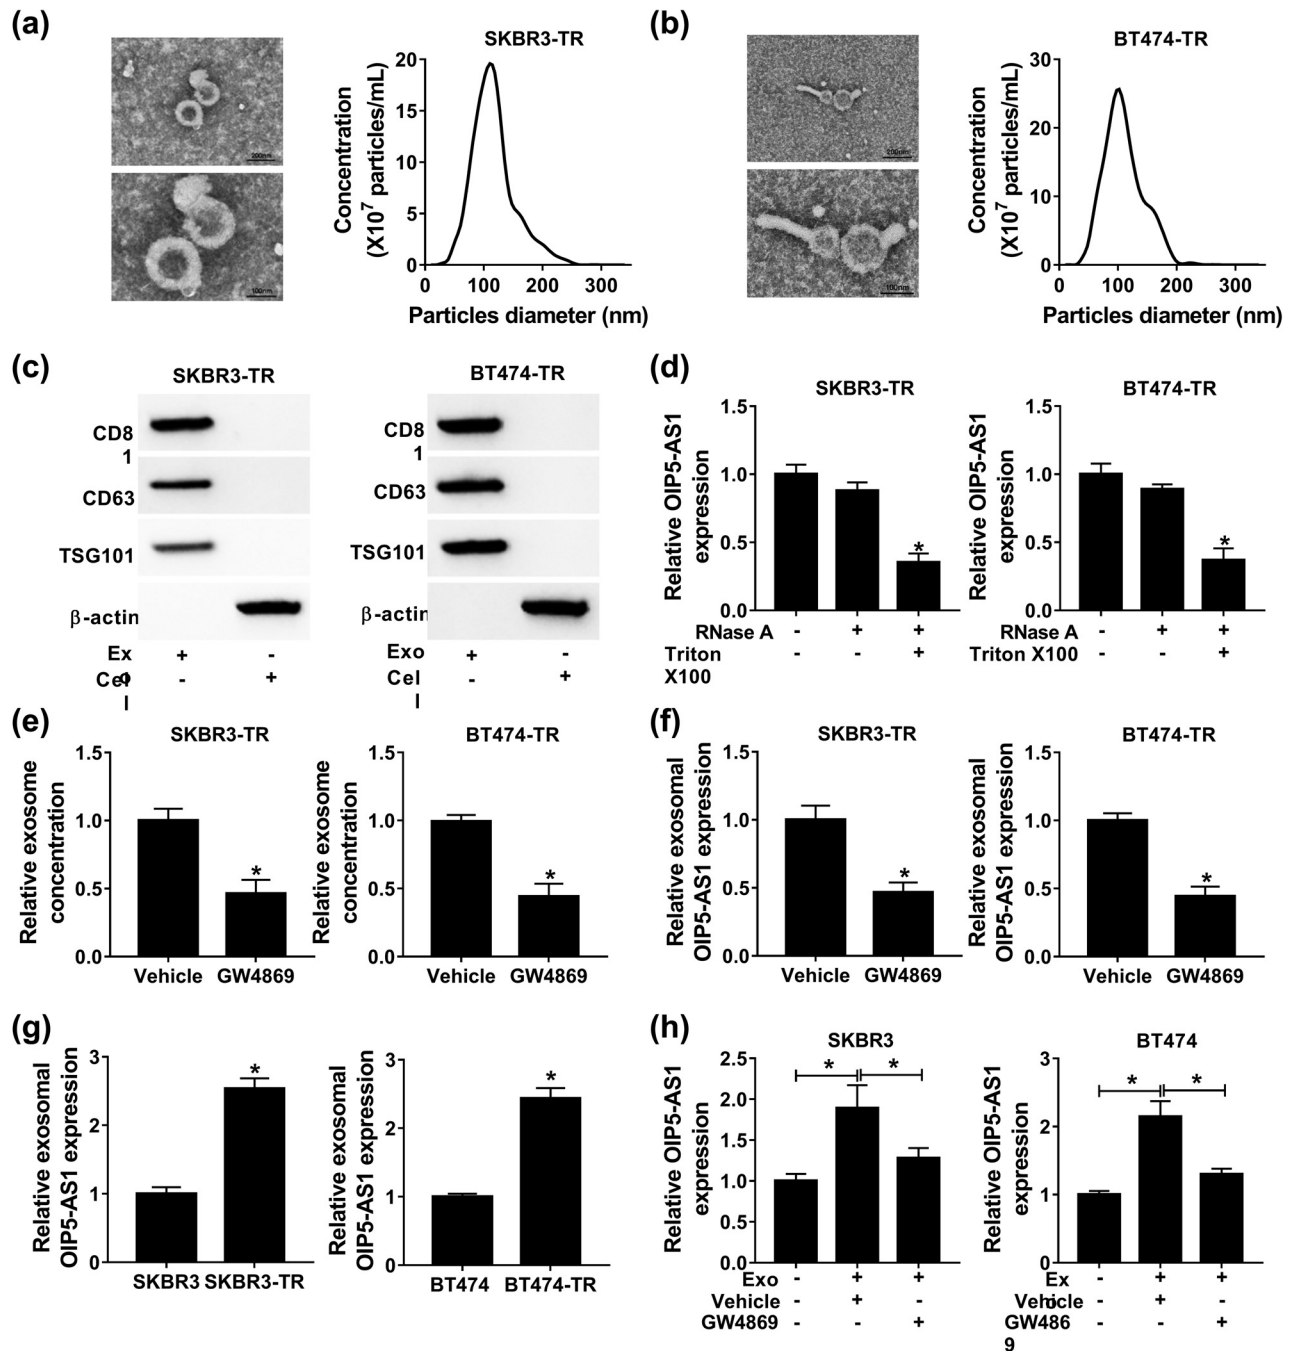 (a)
SKBR3-TR
Concentration
(X10⁷ particles/mL)
20
15
10
5
0
0 100 200 300
Particles diameter (nm)
200nm
100nm
(b)
BT474-TR
Concentration
(X10⁷ particles/mL)
30
20
10
0
0 100 200 300
Particles diameter (nm)
200nm
100nm
(c)
SKBR3-TR
CD8
1
CD63
TSG101
β-actin
Ex
o
+ -
Cel
l
- +
BT474-TR
CD8
1
CD63
TSG101
β-actin
Exo + -
Cel
l
- +
(d)
SKBR3-TR
Relative OIP5-AS1
expression
1.5
1.0
0.5
0.0
*
RNase A - + +
Triton
X100
- - +
BT474-TR
Relative OIP5-AS1
expression
1.5
1.0
0.5
0.0
*
RNase A - + +
Triton X100 - - +
(e)
SKBR3-TR
Relative exosome
concentration
1.5
1.0
0.5
0.0
*
Vehicle GW4869
BT474-TR
Relative exosome
concentration
1.5
1.0
0.5
0.0
*
Vehicle GW4869
(f)
SKBR3-TR
Relative exosomal
OIP5-AS1 expression
1.5
1.0
0.5
0.0
*
Vehicle GW4869
BT474-TR
Relative exosomal
OIP5-AS1 expression
1.5
1.0
0.5
0.0
*
Vehicle GW4869
(g)
Relative exosomal
OIP5-AS1 expression
3
2
1
0
*
SKBR3 SKBR3-TR
Relative exosomal
OIP5-AS1 expression
3
2
1
0
*
BT474 BT474-TR
(h)
SKBR3
Relative OIP5-AS1
expression
2.5
2.0
1.5
1.0
0.5
0.0
* *
Exo - + +
Vehicle - +
GW4869 - +
BT474
Relative OIP5-AS1
expression
3
2
1
0
* *
Ex
o
- + +
Vehicle - +
GW486
9
- +